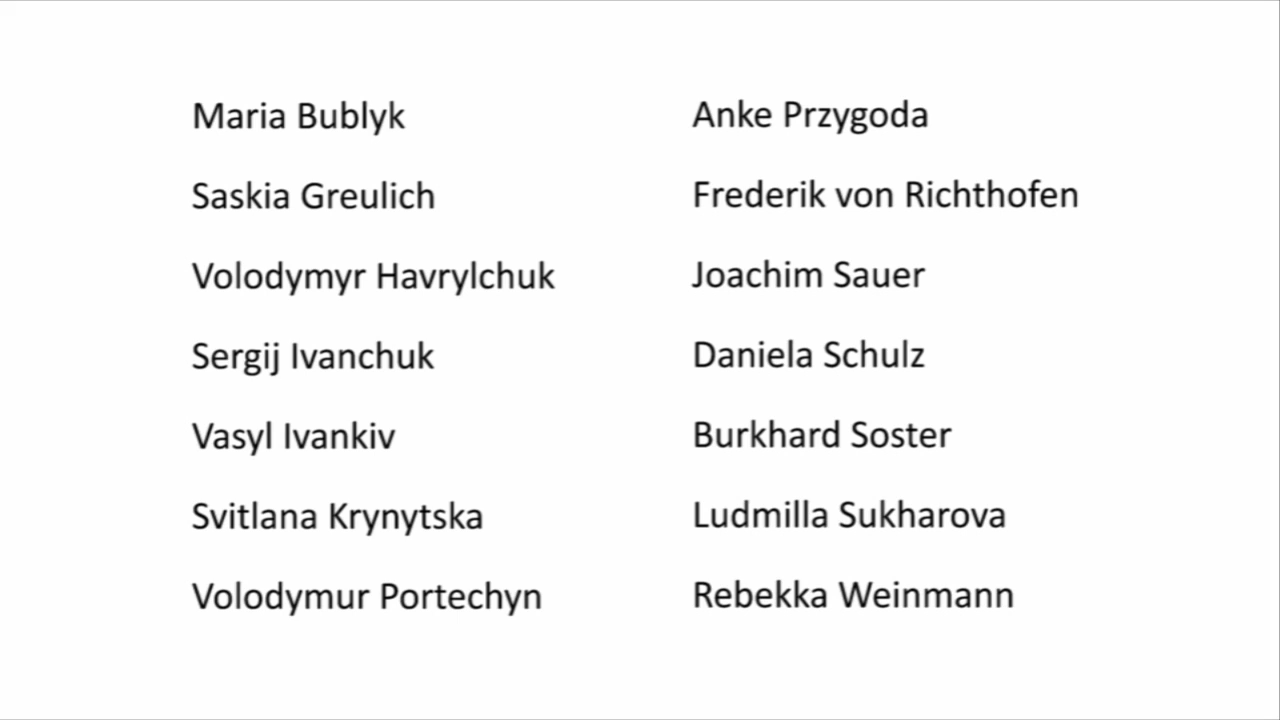 Maria Bublyk
Saskia Greulich
Volodymyr Havrylchuk
Sergij Ivanchuk
Vasyl Ivankiv
Svitlana Krynytska
Volodymur Portechyn
Anke Przygoda
Frederik von Richthofen
Joachim Sauer
Daniela Schulz
Burkhard Soster
Ludmilla Sukharova
Rebekka Weinmann